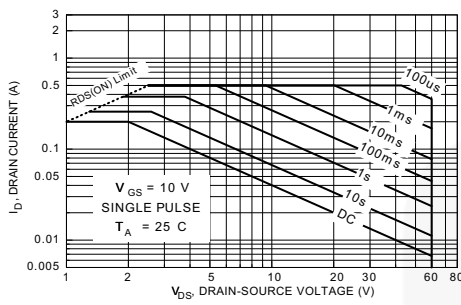 3
1
0.5
0.1
0.05
0.01
0.005
I D, DRAIN CURRENT (A)
RDS(ON) Limit
100us
1ms
10ms
100ms
1s
10s
DC
V GS = 10 V
SINGLE PULSE
T A = 25 C
1
2
5
10
20
30
60
80
V DS, DRAIN-SOURCE VOLTAGE (V)